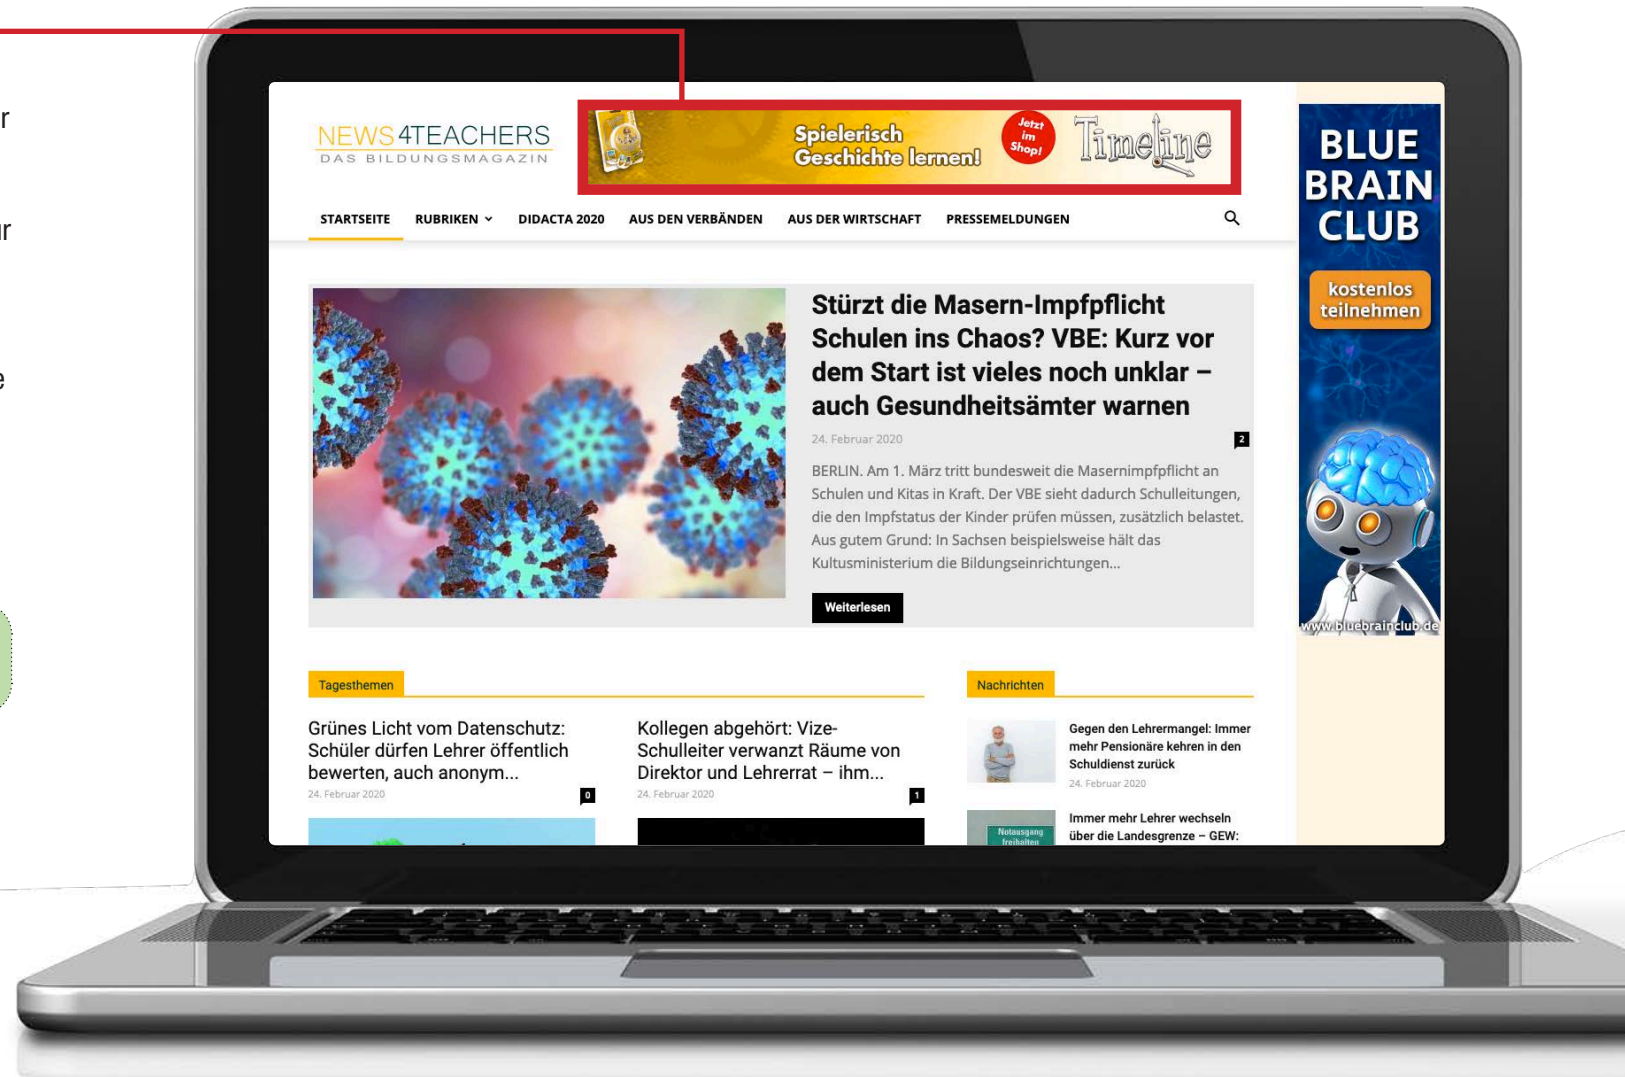 r
ur
e
NEWS4TEACHERS
DAS BILDUNGSMAGAZIN
Spielerisch
Geschichte lernen!
Jetzt
im
Shop!
Timeline
STARTSEITE RUBRIKEN DIDACTA 2020 AUS DEN VERBÄNDEN AUS DER WIRTSCHAFT PRESSEMELDUNGEN
Stürzt die Masern-Impfpflicht
Schulen ins Chaos? VBE: Kurz vor
dem Start ist vieles noch unklar –
auch Gesundheitsämter warnen
24. Februar 2020 2
BERLIN. Am 1. März tritt bundesweit die Masernimpfpflicht an
Schulen und Kitas in Kraft. Der VBE sieht dadurch Schulleitungen,
die den Impfstatus der Kinder prüfen müssen, zusätzlich belastet.
Aus gutem Grund: In Sachsen beispielsweise hält das
Kultusministerium die Bildungseinrichtungen...
Weiterlesen
Tagesthemen
Grünes Licht vom Datenschutz:
Schüler dürfen Lehrer öffentlich
bewerten, auch anonym...
24. Februar 2020 0
Kollegen abgehört: Vize-
Schulleiter verwanzt Räume von
Direktor und Lehrerrat – ihm...
24. Februar 2020 1
Nachrichten
Gegen den Lehrermangel: Immer
mehr Pensionäre kehren in den
Schuldienst zurück
24. Februar 2020
Notausgang
freihalten
Immer mehr Lehrer wechseln
über die Landesgrenze – GEW:
BLUE
BRAIN
CLUB
kostenlos
teilnehmen
www.bluebrainclub.de